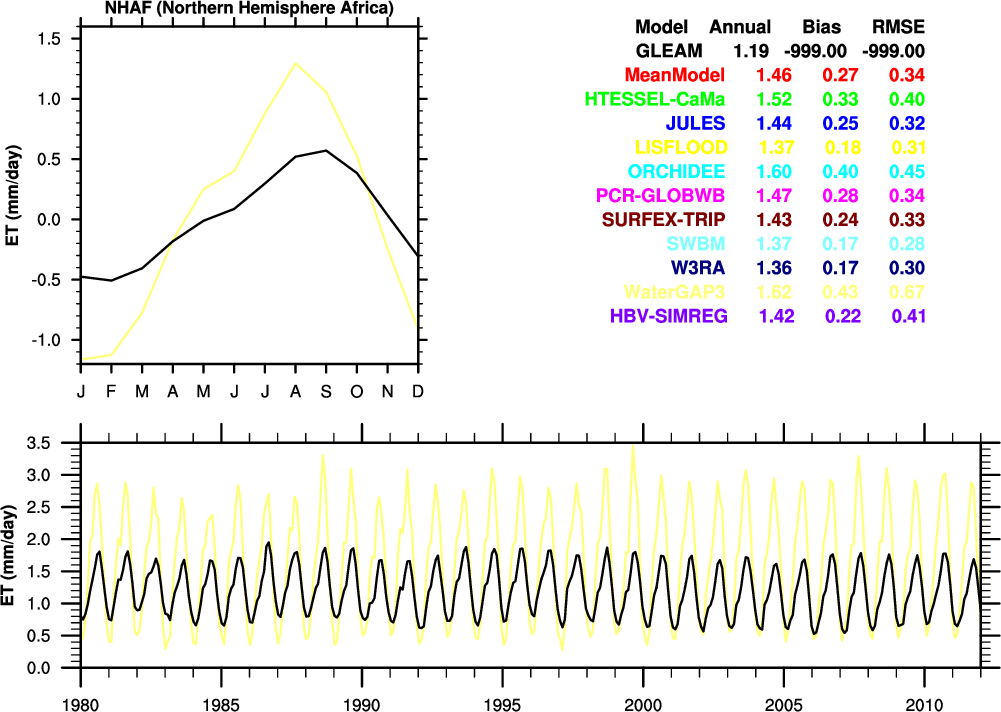 NHAF (Northern Hemisphere Africa)
1.5
1.0
0.5
0.0
-0.5
-1.0
ET (mm/day)
J F M A M J J A S O N D
Model Annual Bias RMSE
GLEAM 1.19 -999.00 -999.00
MeanModel 1.46 0.27 0.34
HTESSEL-CaMa 1.52 0.33 0.40
JULES 1.44 0.25 0.32
LISFLOOD 1.37 0.18 0.31
ORCHIDEE 1.60 0.40 0.45
PCR-GLOBWB 1.47 0.28 0.34
SURFEX-TRIP 1.43 0.24 0.33
SWBM 1.37 0.17 0.28
W3RA 1.36 0.17 0.30
WaterGAP3 1.62 0.43 0.67
HBV-SIMREG 1.42 0.22 0.41
3.5
3.0
2.5
2.0
1.5
1.0
0.5
0.0
ET (mm/day)
1980 1985 1990 1995 2000 2005 2010